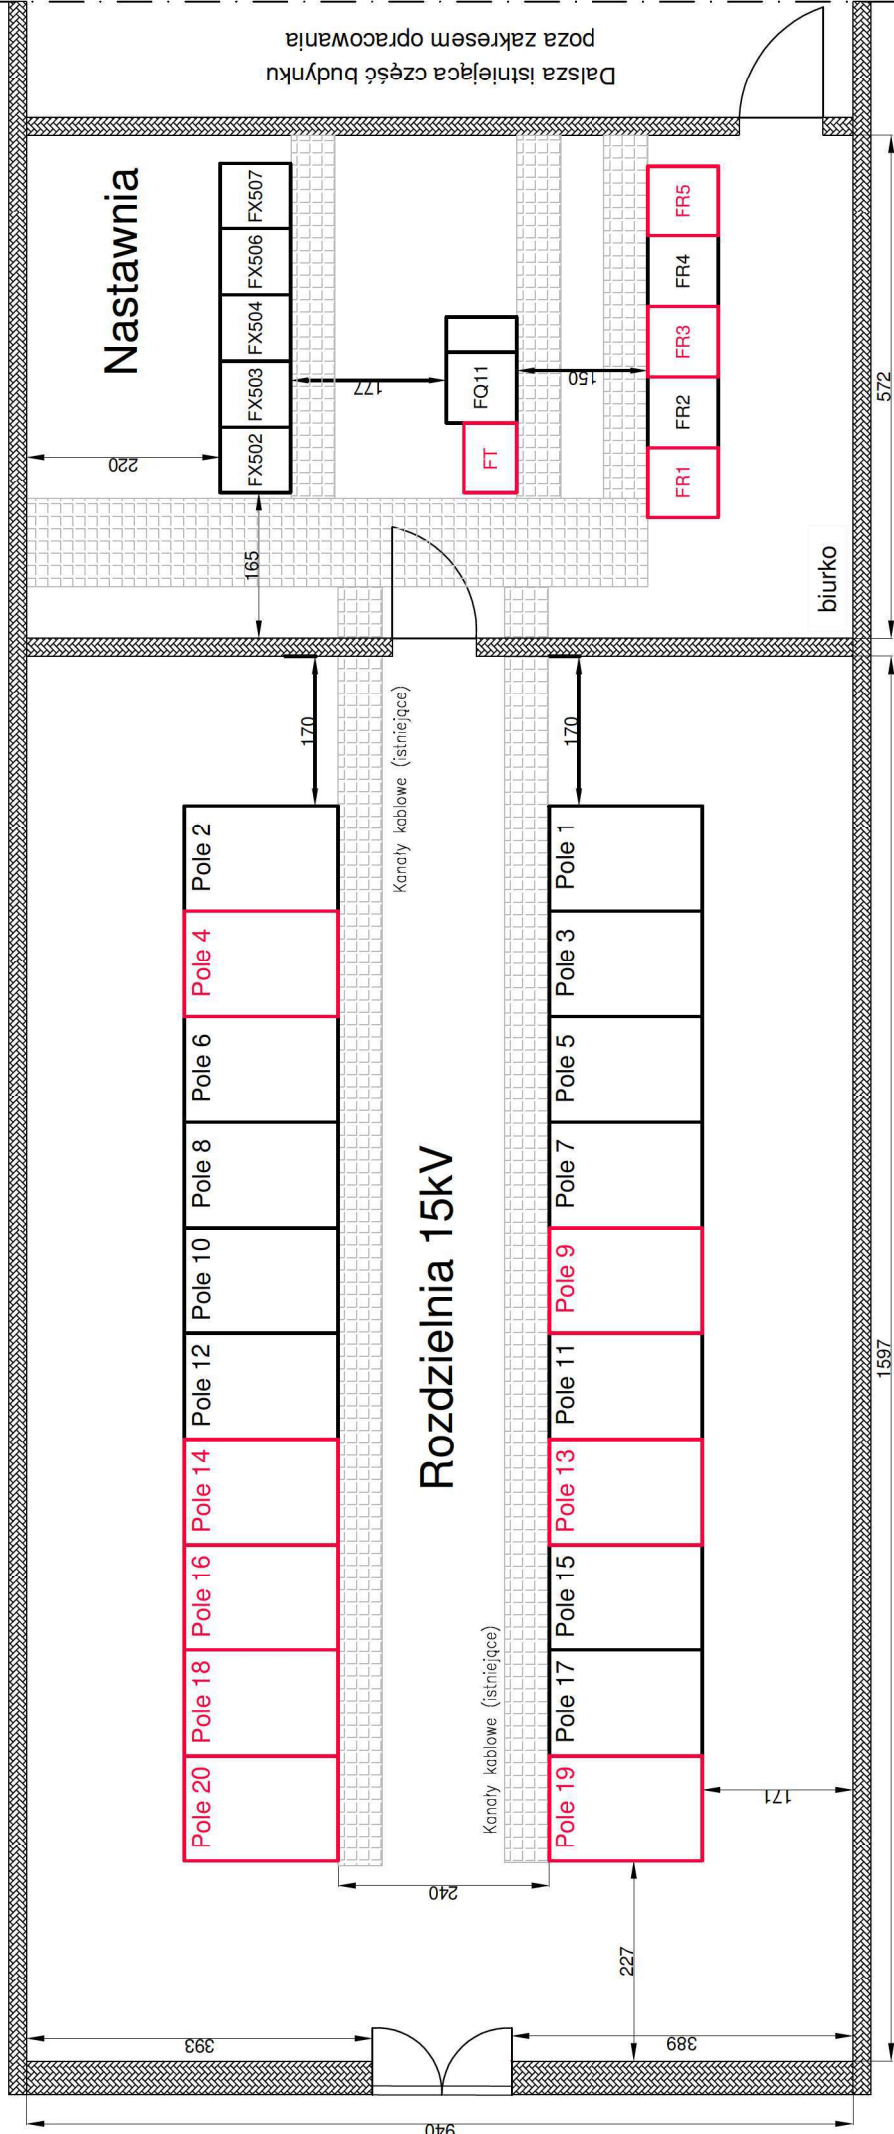 Dalsza istniejąca część budynku
poza zakresem opracowania
Nastawnia
FX507
FX506
FX504
FX503
FX502
FQ11
FT
FR5
FR4
FR3
FR2
FR1
177
150
220
165
572
biurko
170
170
Kanały kablowe (istniejące)
Pole 2
Pole 4
Pole 6
Pole 8
Pole 10
Pole 12
Pole 14
Pole 16
Pole 18
Pole 20
Rozdzielnia 15kV
Pole 1
Pole 3
Pole 5
Pole 7
Pole 9
Pole 11
Pole 13
Pole 15
Pole 17
Pole 19
Kanały kablowe (istniejące)
1597
171
240
227
393
389
940